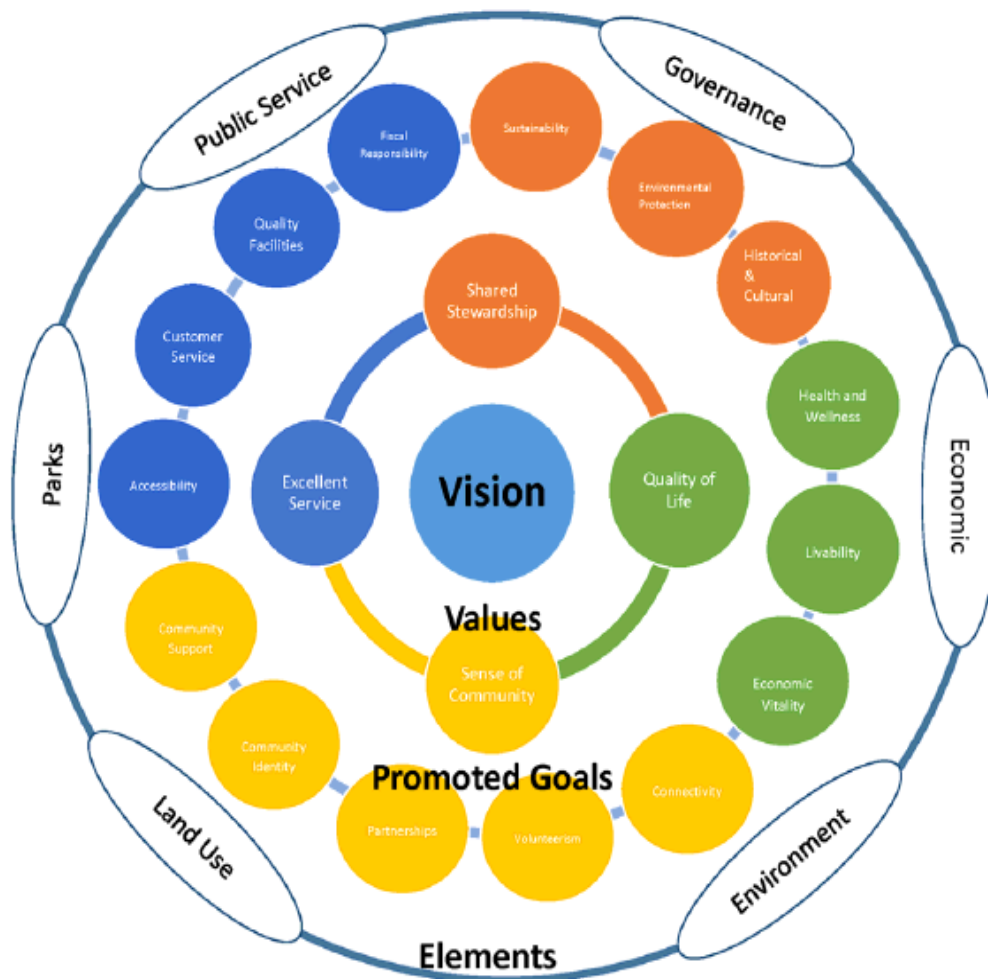 Public Service
Governance
Fiscal
Responsibility
Sustainability
Environmental
Protection
Quality
Facilities
Historical
&
Cultural
Shared
Stewardship
Customer
Service
Health and
Wellness
Parks
Accessibility
Excellent
Service
Vision
Quality of
Life
Economic
Livability
Values
Community
Support
Sense of
Community
Economic
Vitality
Community
Identity
Promoted Goals
Connectivity
Partnerships
Volunteerism
Land Use
Environment
Elements